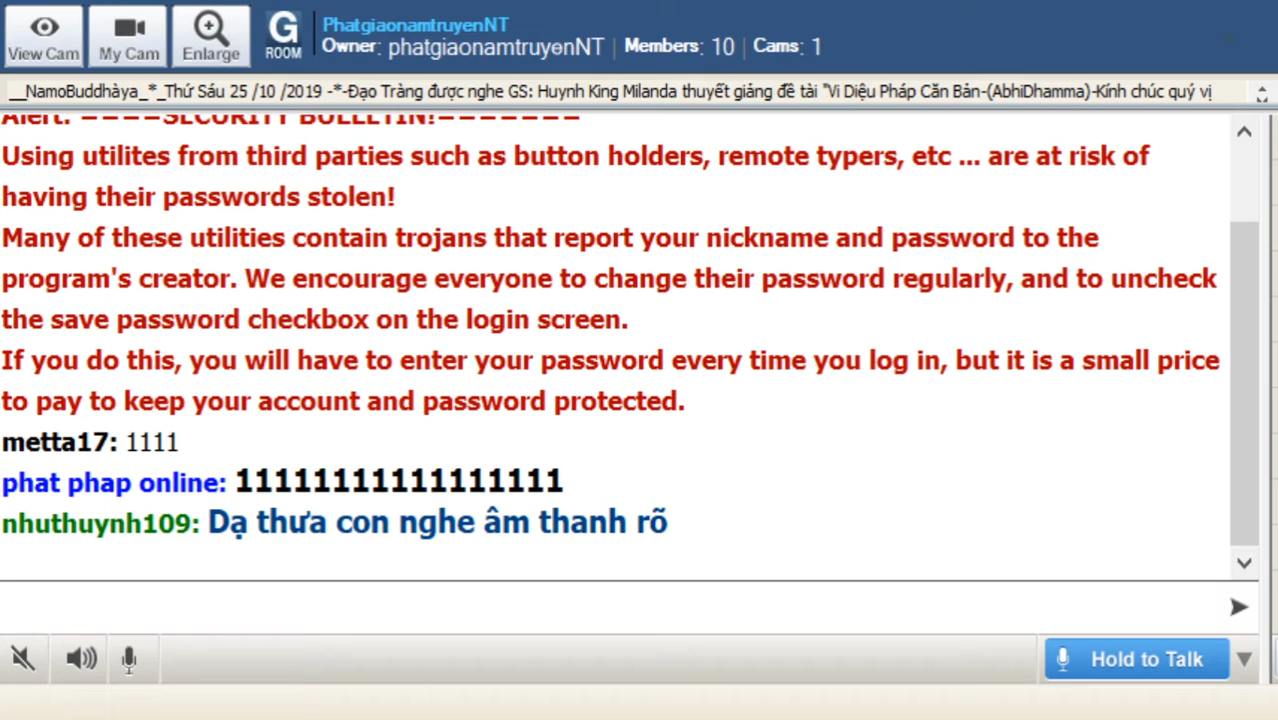 View Cam
My Cam
Enlarge
G
ROOM
PhatgiaonamtruyenNT
Owner: phatgiaonamtruyenNT | Members: 10 | Cams: 1
__NamoBuddhàya_*_Thứ Sáu 25 /10 /2019 -*-Đạo Tràng được nghe GS: Huynh King Milanda thuyết giảng đề tài "Vi Diệu Pháp Căn Bản-(AbhiDhamma)-Kính chúc quý vị
Alert: ====SECURITY BULLETIN!=======
Using utilites from third parties such as button holders, remote typers, etc ... are at risk of
having their passwords stolen!
Many of these utilities contain trojans that report your nickname and password to the
program's creator. We encourage everyone to change their password regularly, and to uncheck
the save password checkbox on the login screen.
If you do this, you will have to enter your password every time you log in, but it is a small price
to pay to keep your account and password protected.
metta17: 1111
phat phap online: 11111111111111111
nhuthuynh109: Dạ thưa con nghe âm thanh rõ
Hold to Talk